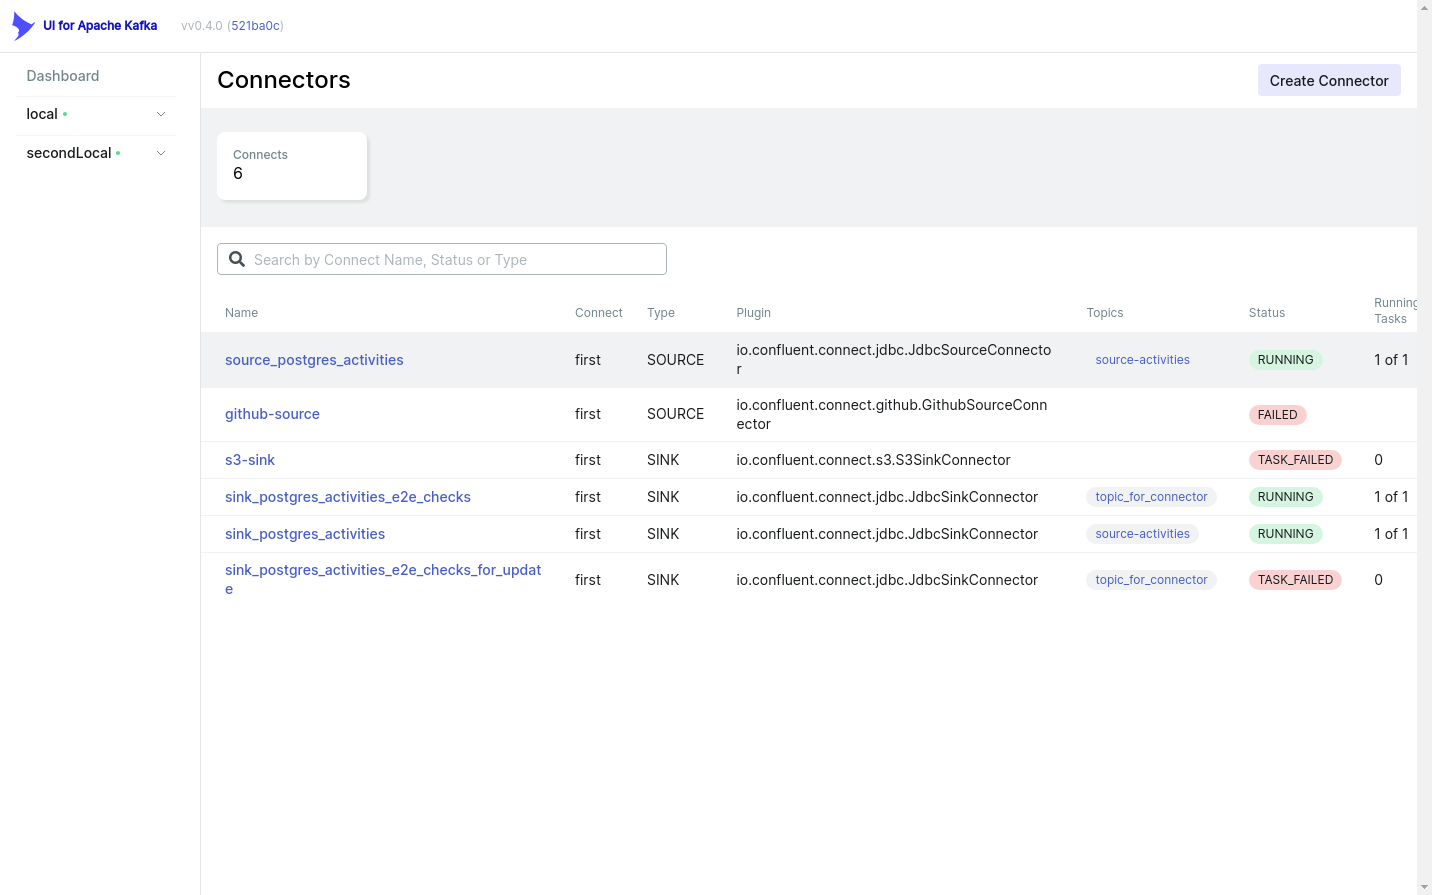 UI for Apache Kafka vv0.4.0 (521ba0c)
Dashboard
local
secondLocal
Connectors
Create Connector
Connects
6
Search by Connect Name, Status or Type
Name Connect Type Plugin Topics Status Running
Tasks
source_postgres_activities first SOURCE io.confluent.connect.jdbc.JdbcSourceConnecto
r source-activities RUNNING 1 of 1
github-source first SOURCE io.confluent.connect.github.GithubSourceConn
ector FAILED
s3-sink first SINK io.confluent.connect.s3.S3SinkConnector TASK_FAILED 0
sink_postgres_activities_e2e_checks first SINK io.confluent.connect.jdbc.JdbcSinkConnector topic_for_connector RUNNING 1 of 1
sink_postgres_activities first SINK io.confluent.connect.jdbc.JdbcSinkConnector source-activities RUNNING 1 of 1
sink_postgres_activities_e2e_checks_for_updat
e first SINK io.confluent.connect.jdbc.JdbcSinkConnector topic_for_connector TASK_FAILED 0